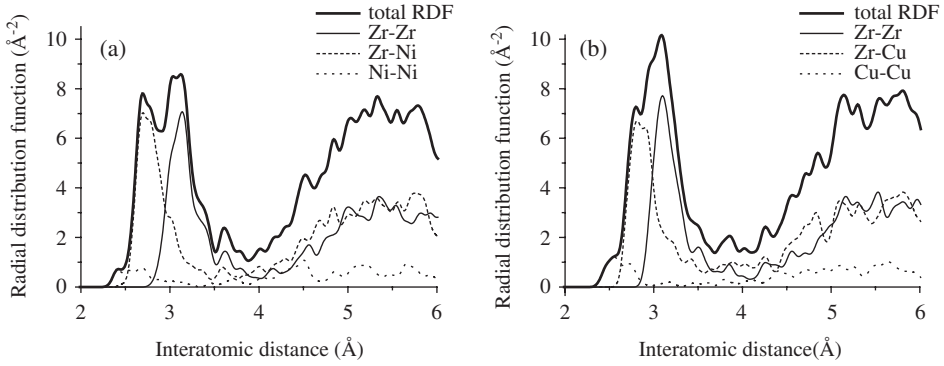 total RDF
Zr-Zr
Zr-Ni
Ni-Ni
(a)
Radial distribution function (Å-2)
10
8
6
4
2
0
2
3
4
5
6
Interatomic distance (Å)
total RDF
Zr-Zr
Zr-Cu
Cu-Cu
(b)
Radial distribution function (Å-2)
10
8
6
4
2
0
2
3
4
5
6
Interatomic distance(Å)